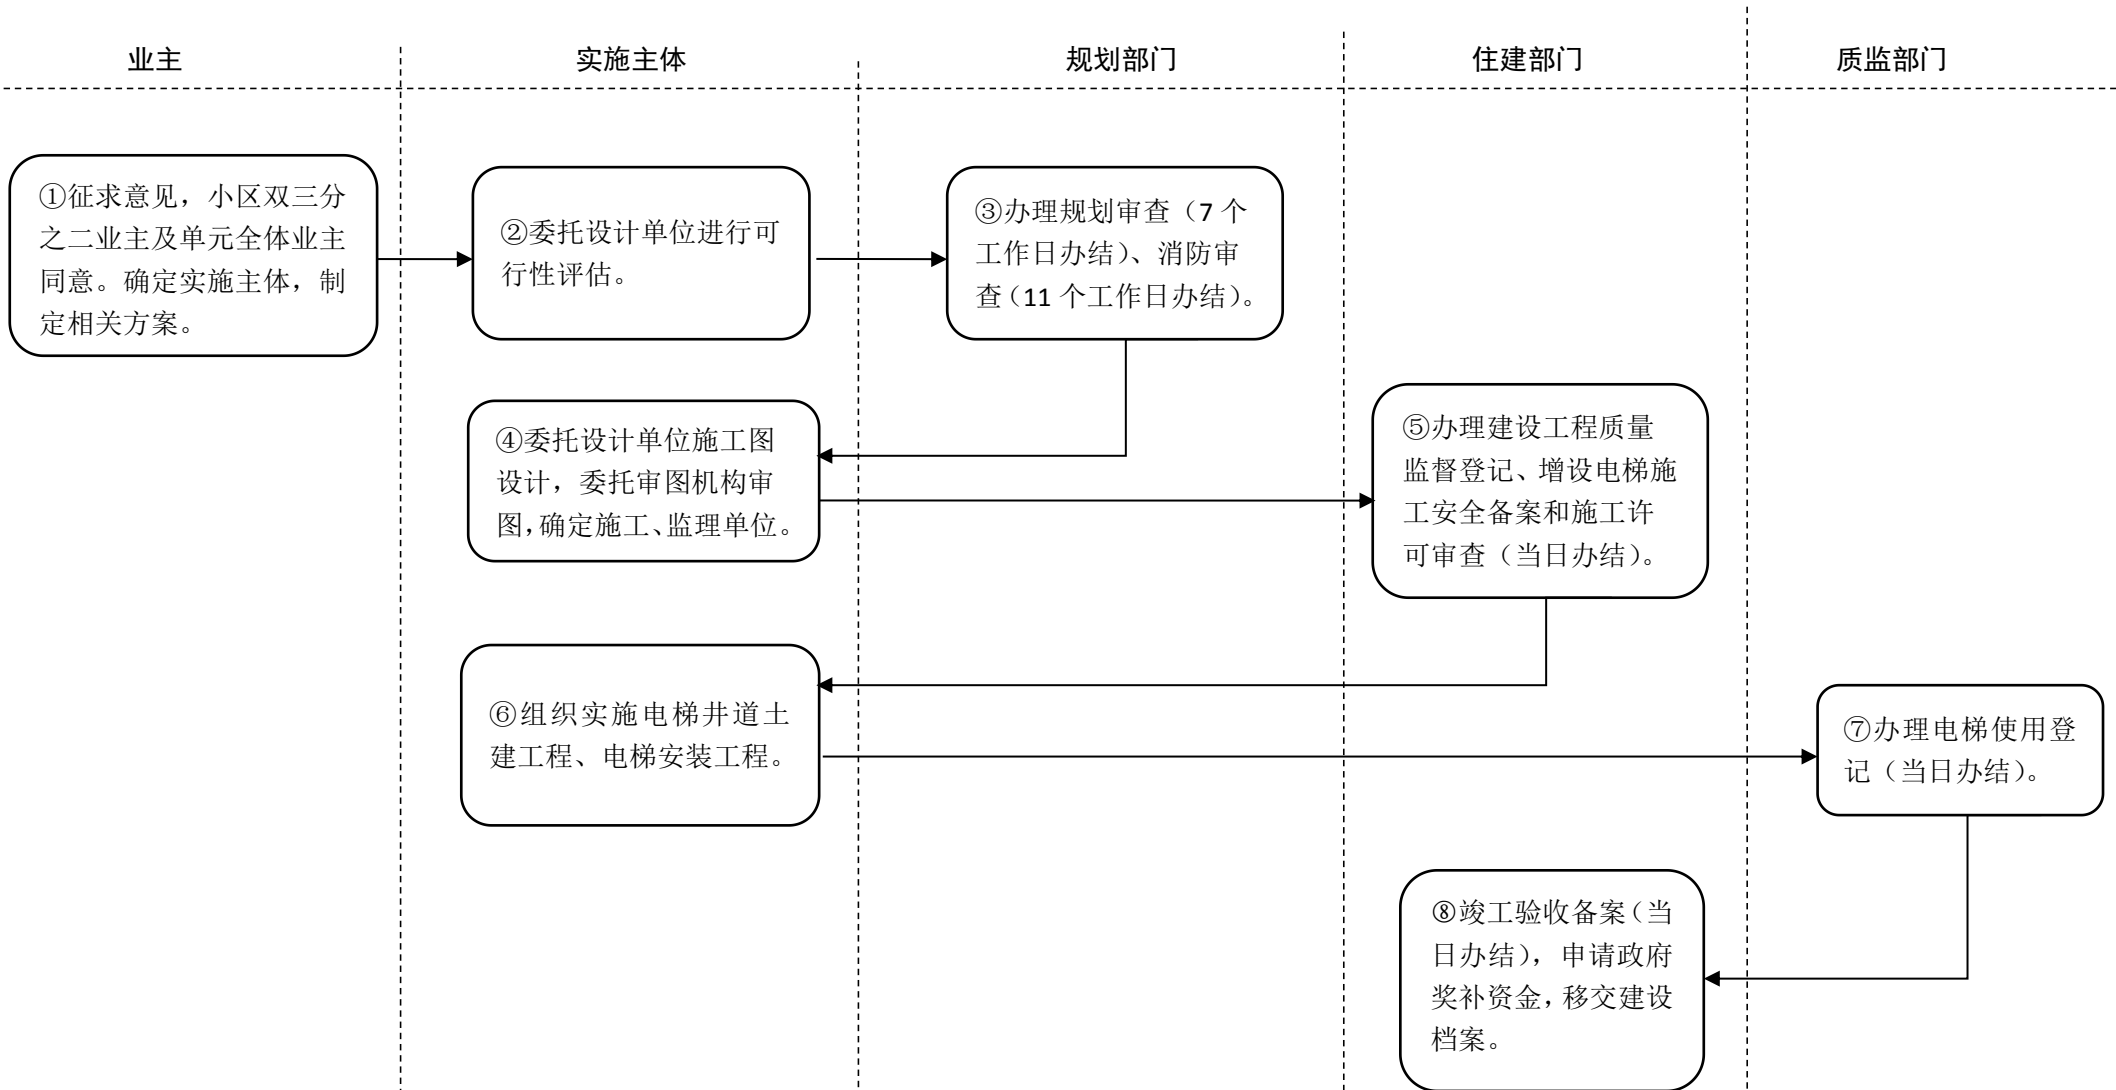 业主
实施主体
规划部门
住建部门
质监部门
①征求意见，小区双三分
之二业主及单元全体业主
同意。确定实施主体，制
定相关方案。
②委托设计单位进行可
行性评估。
③办理规划审查（7 个
工作日办结）、消防审
查（11 个工作日办结）。
④委托设计单位施工图
设计，委托审图机构审
图，确定施工、监理单位。
⑤办理建设工程质量
监督登记、增设电梯施
工安全备案和施工许
可审查（当日办结）。
⑥组织实施电梯井道土
建工程、电梯安装工程。
⑦办理电梯使用登
记（当日办结）。
⑧竣工验收备案（当
日办结），申请政府
奖补资金，移交建设
档案。